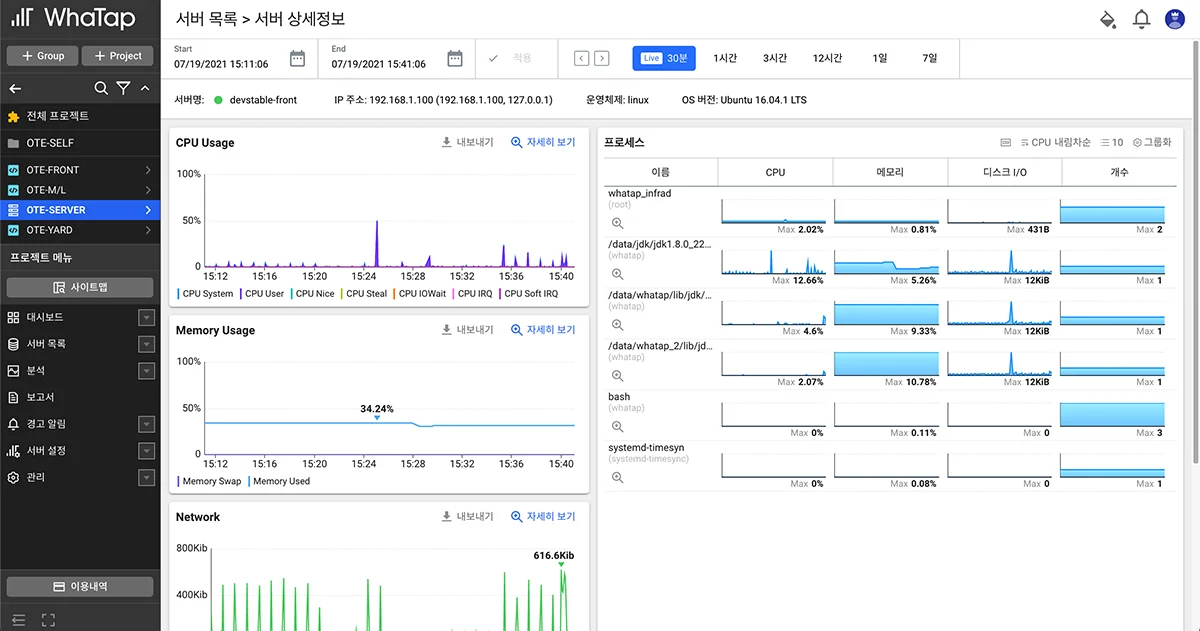 WhaTap
+ Group
+ Project
전체 프로젝트
OTE-SELF
OTE-FRONT
OTE-M/L
OTE-SERVER
OTE-YARD
프로젝트 메뉴
사이트맵
대시보드
서버 목록
분석
보고서
경고 알림
서버 설정
관리
이용내역
서버 목록 > 서버 상세정보
Start
07/19/2021 15:11:06
End
07/19/2021 15:41:06
적용
Live 30분
1시간
3시간
12시간
1일
7일
서버명: devstable-front
IP 주소: 192.168.1.100 (192.168.1.100, 127.0.0.1)
운영체제: linux
OS 버전: Ubuntu 16.04.1 LTS
CPU Usage
내보내기
자세히 보기
100%
50%
0
15:12 15:16 15:20 15:24 15:28 15:32 15:36 15:40
CPU System CPU User CPU Nice CPU Steal CPU IOWait CPU IRQ CPU Soft IRQ
Memory Usage
내보내기
자세히 보기
100%
50%
34.24%
0
15:12 15:16 15:20 15:24 15:28 15:32 15:36 15:40
Memory Swap Memory Used
Network
내보내기
자세히 보기
800Kib
616.6Kib
400Kib
프로세스
CPU 내림차순
10
그룹화
이름 CPU 메모리 디스크 I/O 개수
whatap_infrad
(root)
Max 2.02% Max 0.81% Max 431B Max 2
/data/jdk/jdk1.8.0_22...
(whatap)
Max 12.66% Max 5.26% Max 12KiB Max 1
/data/whatap/lib/jdk/...
(whatap)
Max 4.6% Max 9.33% Max 12KiB Max 1
/data/whatap_2/lib/jd...
(whatap)
Max 2.07% Max 10.78% Max 12KiB Max 1
bash
(whatap)
Max 0% Max 0.11% Max 0 Max 3
systemd-timesyn
(systemd-timesync)
Max 0% Max 0.08% Max 0 Max 1